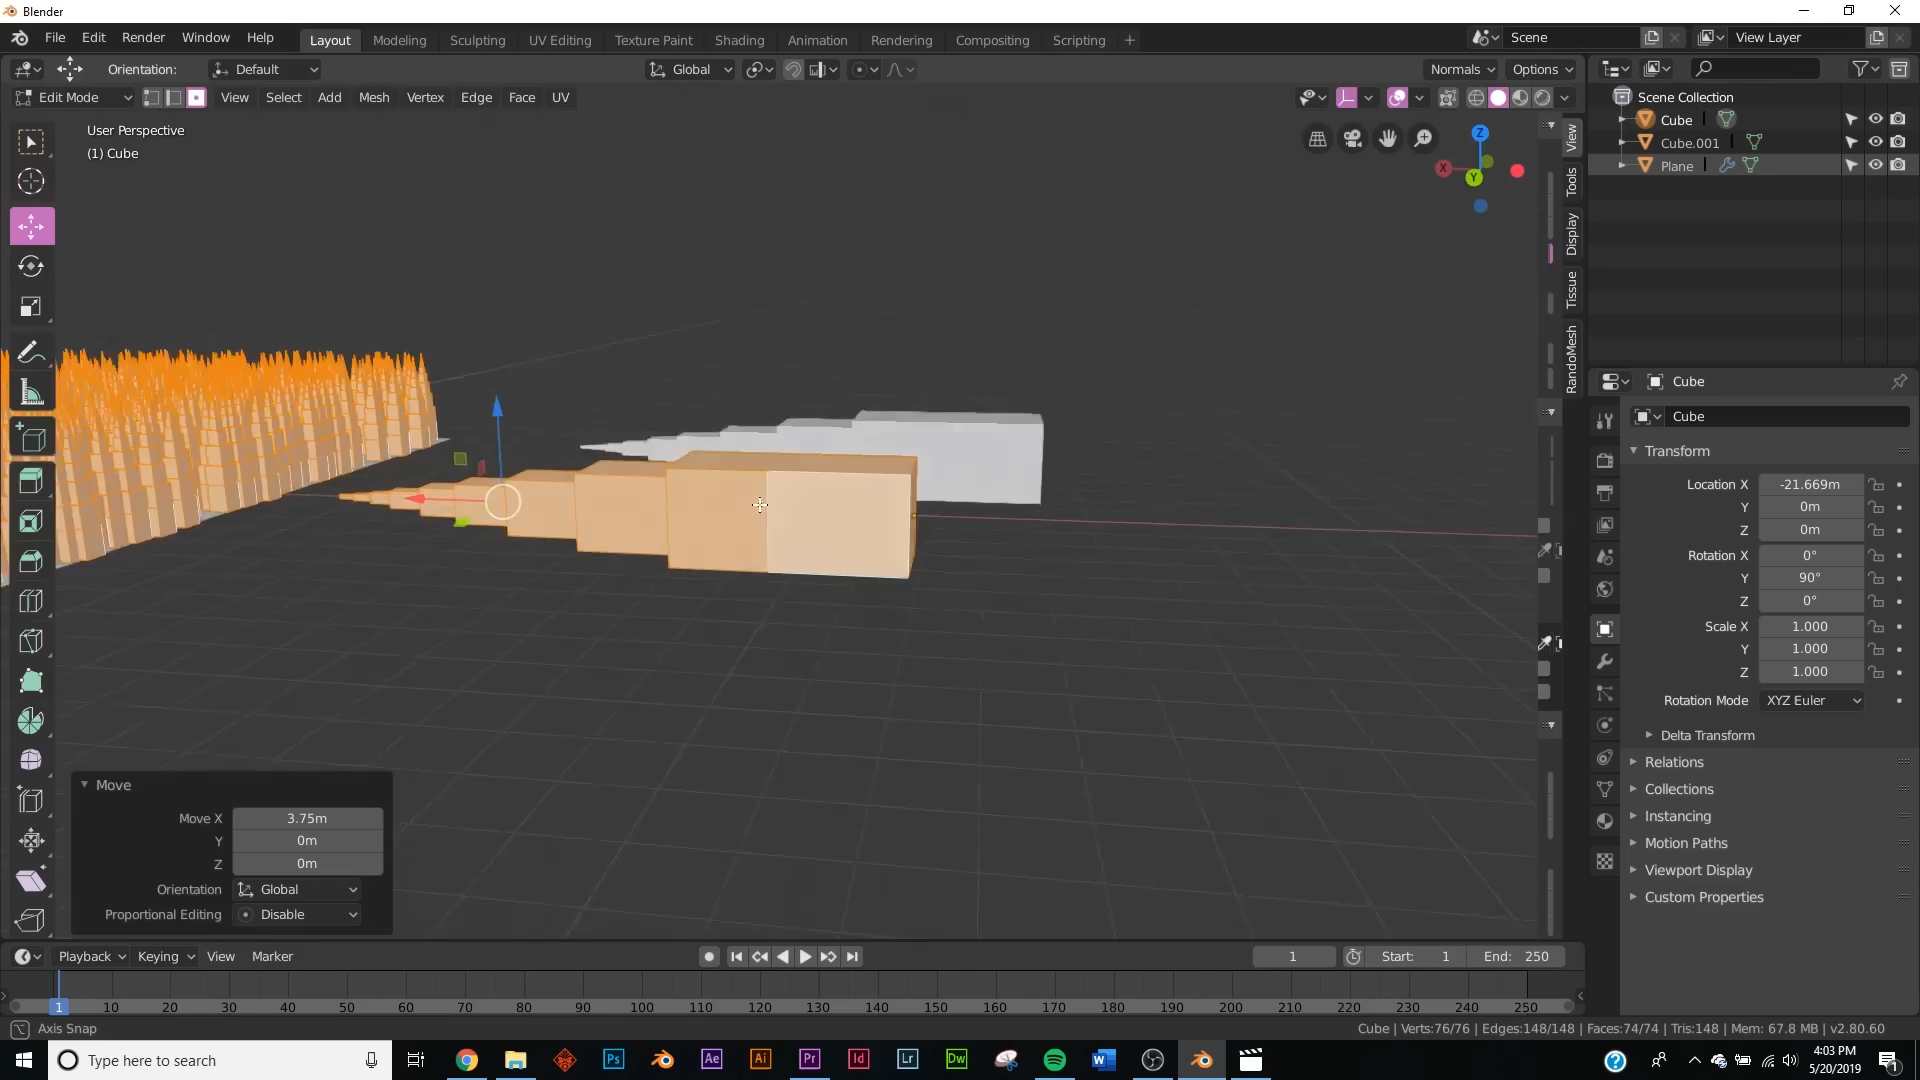 Blender
File Edit Render Window Help Layout Modeling Sculpting UV Editing Texture Paint Shading Animation Rendering Compositing Scripting + Scene View Layer
Orientation: Default Global Normals Options
Edit Mode View Select Add Mesh Vertex Edge Face UV
User Perspective
(1) Cube
Z
X
Y
View
Tools
Display
Tissue
RandoMesh
Scene Collection
Cube
Cube.001
Plane
Cube
Cube
Transform
Location X -21.669m
Y 0m
Z 0m
Rotation X 0°
Y 90°
Z 0°
Scale X 1.000
Y 1.000
Z 1.000
Rotation Mode XYZ Euler
Delta Transform
Relations
Collections
Instancing
Motion Paths
Viewport Display
Custom Properties
Move
Move X 3.75m
Y 0m
Z 0m
Orientation Global
Proportional Editing Disable
Playback Keying View Marker 1 Start: 1 End: 250
1 10 20 30 40 50 60 70 80 90 100 110 120 130 140 150 160 170 180 190 200 210 220 230 240 250
Axis Snap Cube | Verts:76/76 | Edges:148/148 | Faces:74/74 | Tris:148 | Mem: 67.8 MB | v2.80.60
Type here to search Ps Ae Ai Pr Id Lr Dw W ? 4:03 PM
5/20/2019 1